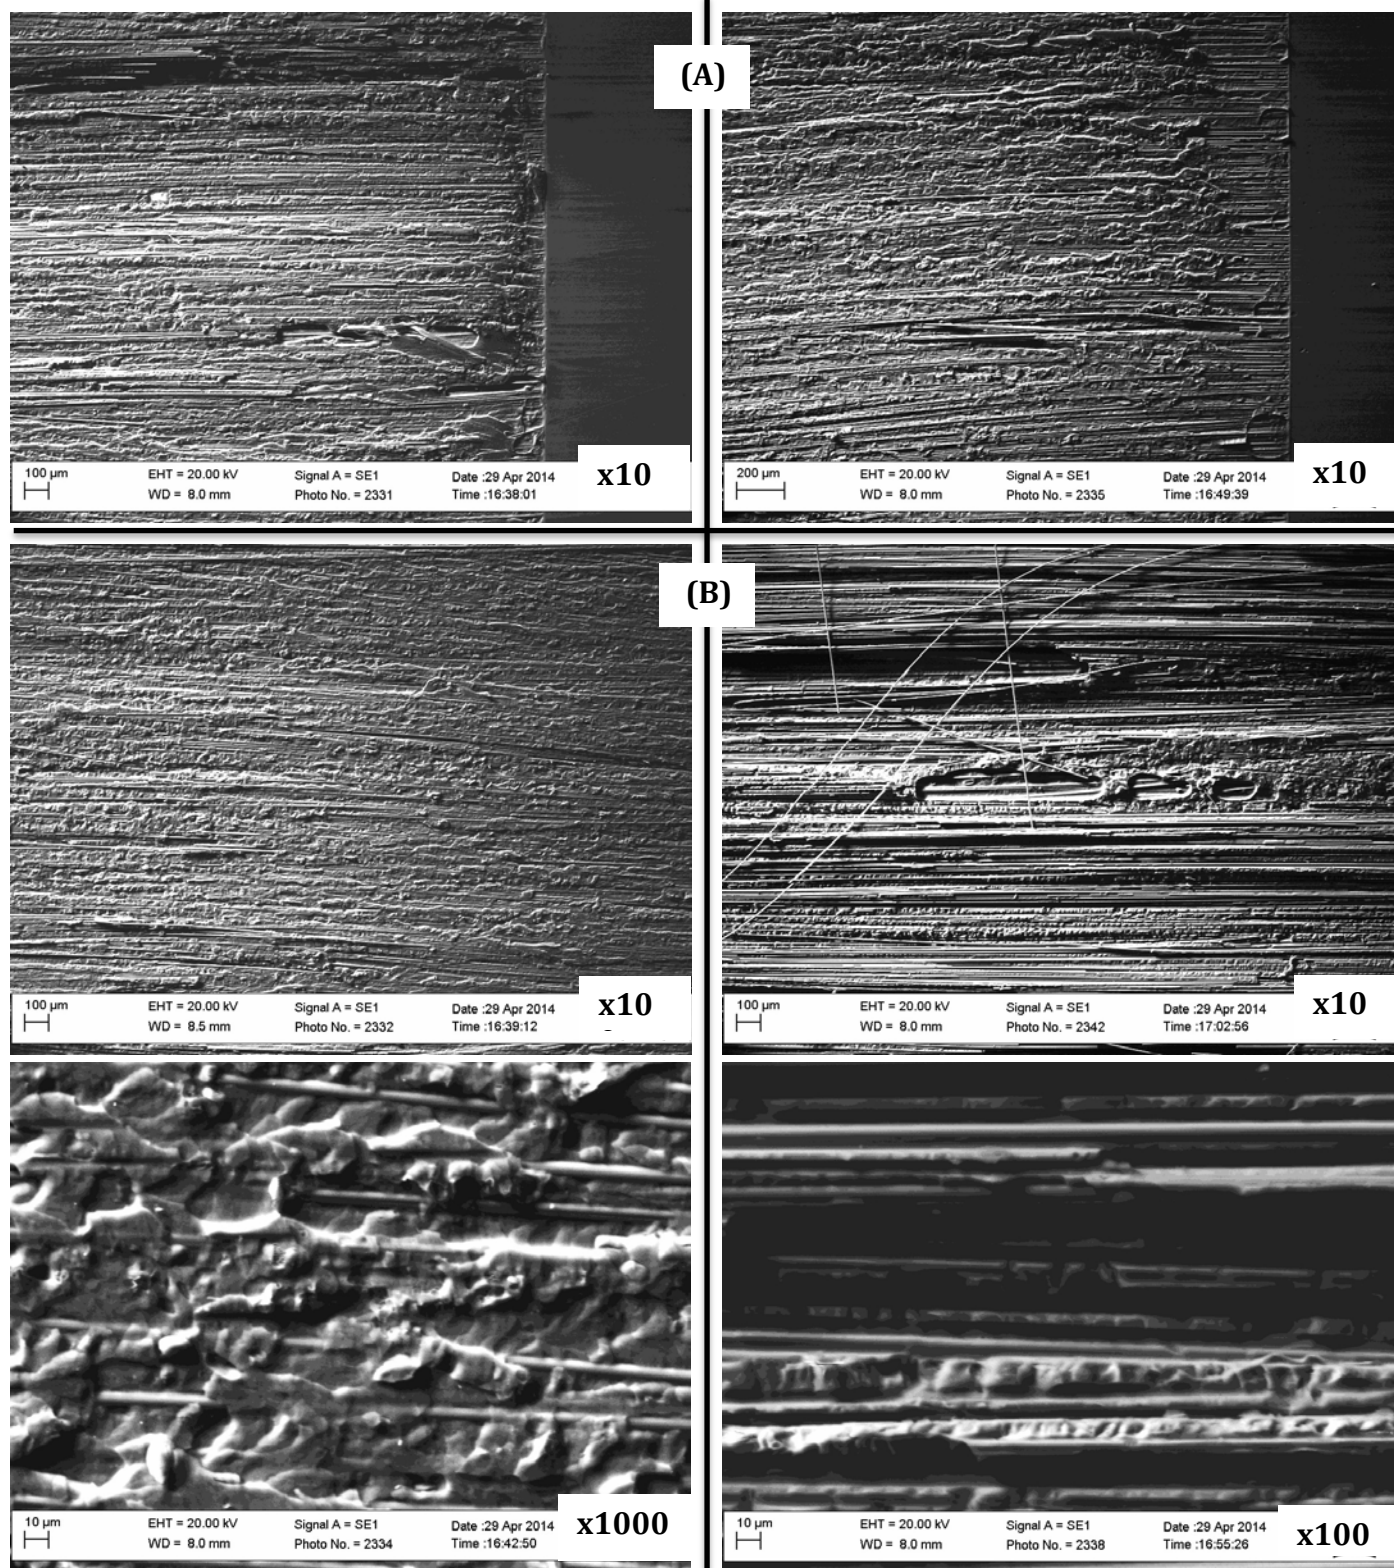 (A)
100 µm
EHT = 20.00 kV
Signal A = SE1
Date :29 Apr 2014
WD = 8.0 mm
Photo No. = 2331
Time :16:38:01
x10
200 µm
EHT = 20.00 kV
Signal A = SE1
Date :29 Apr 2014
WD = 8.0 mm
Photo No. = 2335
Time :16:49:39
x10
(B)
100 µm
EHT = 20.00 kV
Signal A = SE1
Date :29 Apr 2014
WD = 8.5 mm
Photo No. = 2332
Time :16:39:12
x10
100 µm
EHT = 20.00 kV
Signal A = SE1
Date :29 Apr 2014
WD = 8.0 mm
Photo No. = 2342
Time :17:02:56
x10
10 µm
EHT = 20.00 kV
Signal A = SE1
Date :29 Apr 2014
WD = 8.0 mm
Photo No. = 2334
Time :16:42:50
x1000
10 µm
EHT = 20.00 kV
Signal A = SE1
Date :29 Apr 2014
WD = 8.0 mm
Photo No. = 2338
Time :16:55:26
x100